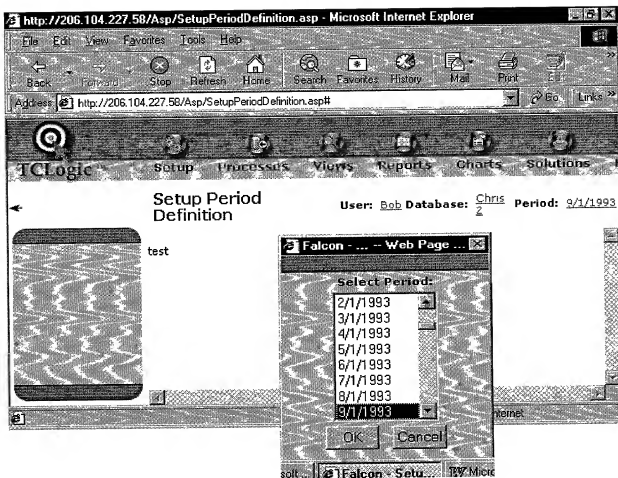 http://206.104.227.58/Asp/SetupPeriodDefinition.asp - Microsoft Internet Explorer
File Edit View Favorites Tools Help
Back Forward Stop Refresh Home Search Favorites History Mail Print Edit
Address http://206.104.227.58/Asp/SetupPeriodDefinition.asp# Go Links »
TCLogic Setup Processes Views Reports Charts Solutions
Setup Period Definition
User: Bob Database: Chris 2 Period: 9/1/1993
test
Falcon - ... -- Web Page ...
Select Period:
2/1/1993
3/1/1993
4/1/1993
5/1/1993
6/1/1993
7/1/1993
8/1/1993
9/1/1993
OK Cancel
nternet
solt ... Falcon - Setu... Micro